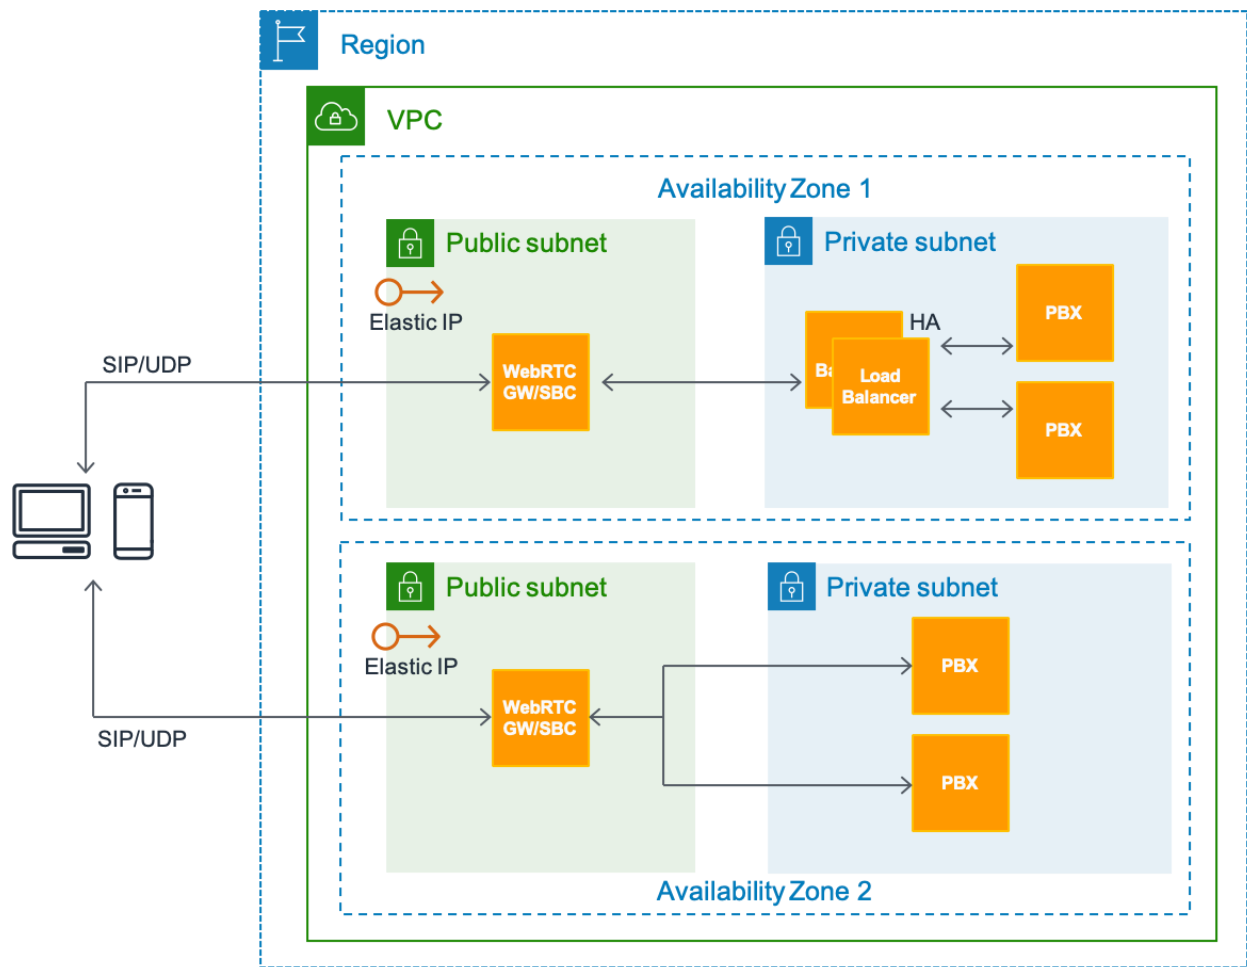 Region
VPC
Availability Zone 1
Public subnet
Private subnet
Elastic IP
SIP/UDP
WebRTC
GW/SBC
HA
Ba
Load
Balancer
PBX
PBX
Public subnet
Private subnet
Elastic IP
SIP/UDP
WebRTC
GW/SBC
PBX
PBX
Availability Zone 2